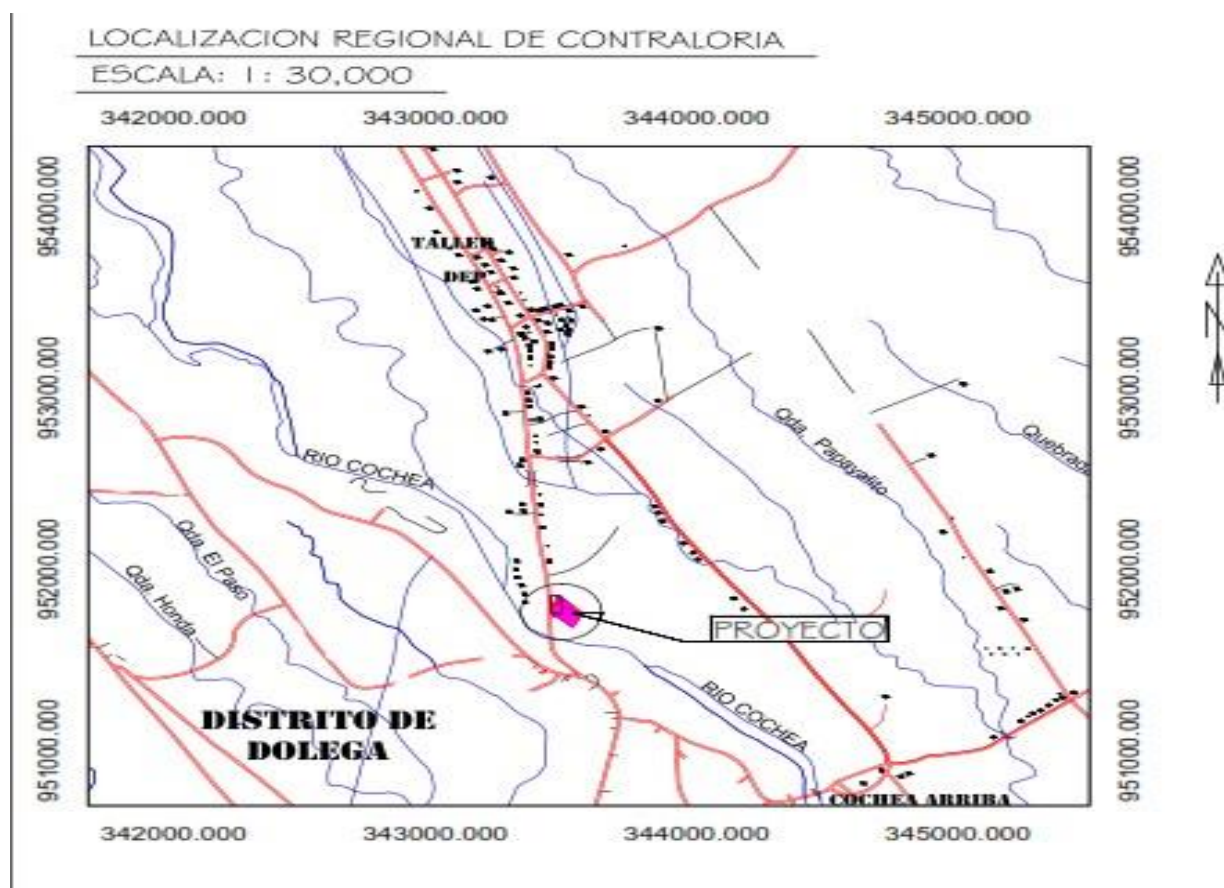 LOCALIZACION REGIONAL DE CONTRALORIA
ESCALA: 1 : 30,000
342000.000 343000.000 344000.000 345000.000
954000.000
954000.000
TALLER
DEP
953000.000
953000.000
Qda. Papayalito
Quebrada
RIO COCHEA
952000.000
952000.000
Qda. El Paso
Qda. Honda
PROYECTO
RIO COCHEA
DISTRITO DE
DOLEGA
951000.000
951000.000
COCHEA ARRIBA
342000.000 343000.000 344000.000 345000.000
N